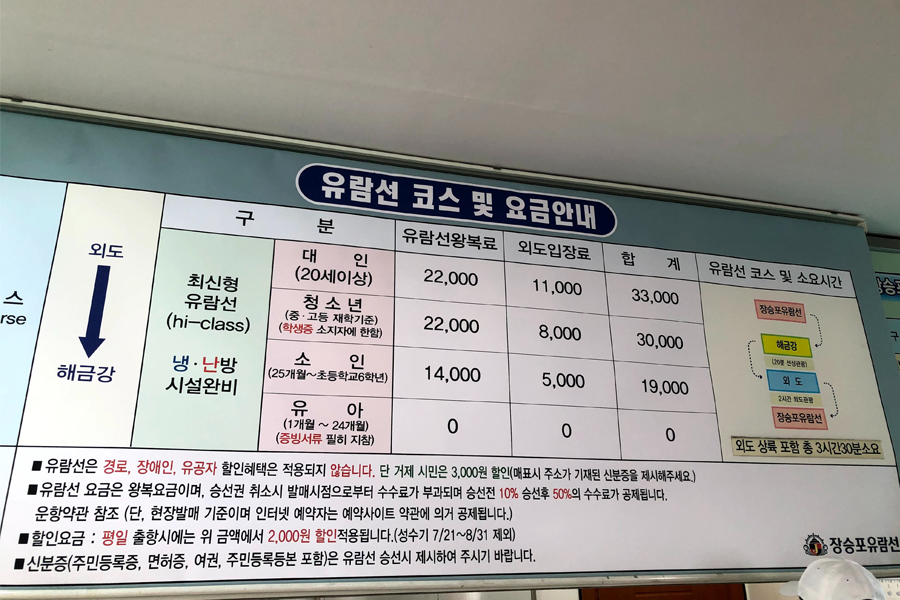 유람선 코스 및 요금안내
스
rse
외도
해금강
구 분
유람선왕복료
외도입장료
합 계
유람선 코스 및 소요시간
최신형
유람선
(hi-class)
냉·난방
시설완비
대 인
(20세이상)
22,000
11,000
33,000
청소년
(중·고등 재학기준)
(학생증 소지자에 한함)
22,000
8,000
30,000
소 인
(25개월~초등학교6학년)
14,000
5,000
19,000
유 아
(1개월 ~ 24개월)
(증빙서류 필히 지참)
0
0
0
장승포유람선
해금강
(20분 선상관광)
외 도
2시간 외도관광
장승포유람선
외도 상륙 포함 총 3시간30분소요
■ 유람선은 경로, 장애인, 유공자 할인혜택은 적용되지 않습니다. 단 거제 시민은 3,000원 할인(매표시 주소가 기재된 신분증을 제시해주세요.)
■ 유람선 요금은 왕복요금이며, 승선권 취소시 발매시점으로부터 수수료가 부과되며 승선전 10% 승선후 50%의 수수료가 공제됩니다.
운항약관 참조 (단, 현장발매 기준이며 인터넷 예약자는 예약사이트 약관에 의거 공제됩니다.)
■ 할인요금 : 평일 출항시에는 위 금액에서 2,000원 할인적용됩니다.(성수기 7/21~8/31 제외)
■ 신분증(주민등록증, 면허증, 여권, 주민등록등본 포함)은 유람선 승선시 제시하여 주시기 바랍니다.
장승포유람선